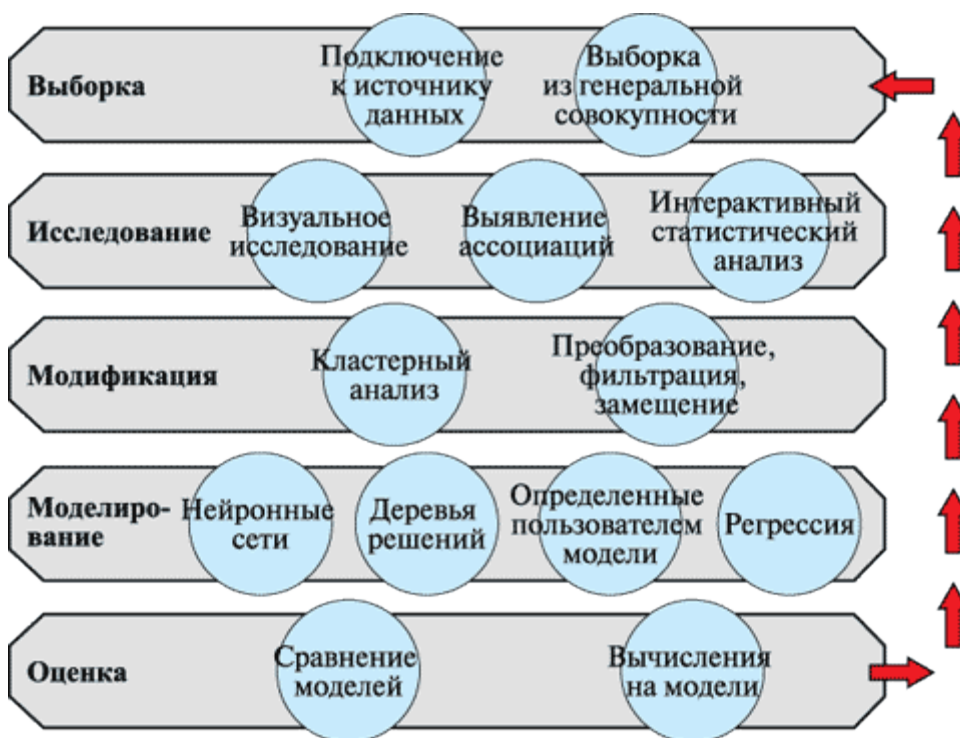 Выборка
Подключение
к источнику
данных
Выборка
из генеральной
совокупности
Исследование
Визуальное
исследование
Выявление
ассоциаций
Интерактивный
статистический
анализ
Модификация
Кластерный
анализ
Преобразование,
фильтрация,
замещение
Моделиро-
вание
Нейронные
сети
Деревья
решений
Определенные
пользователем
модели
Регрессия
Оценка
Сравнение
моделей
Вычисления
на модели